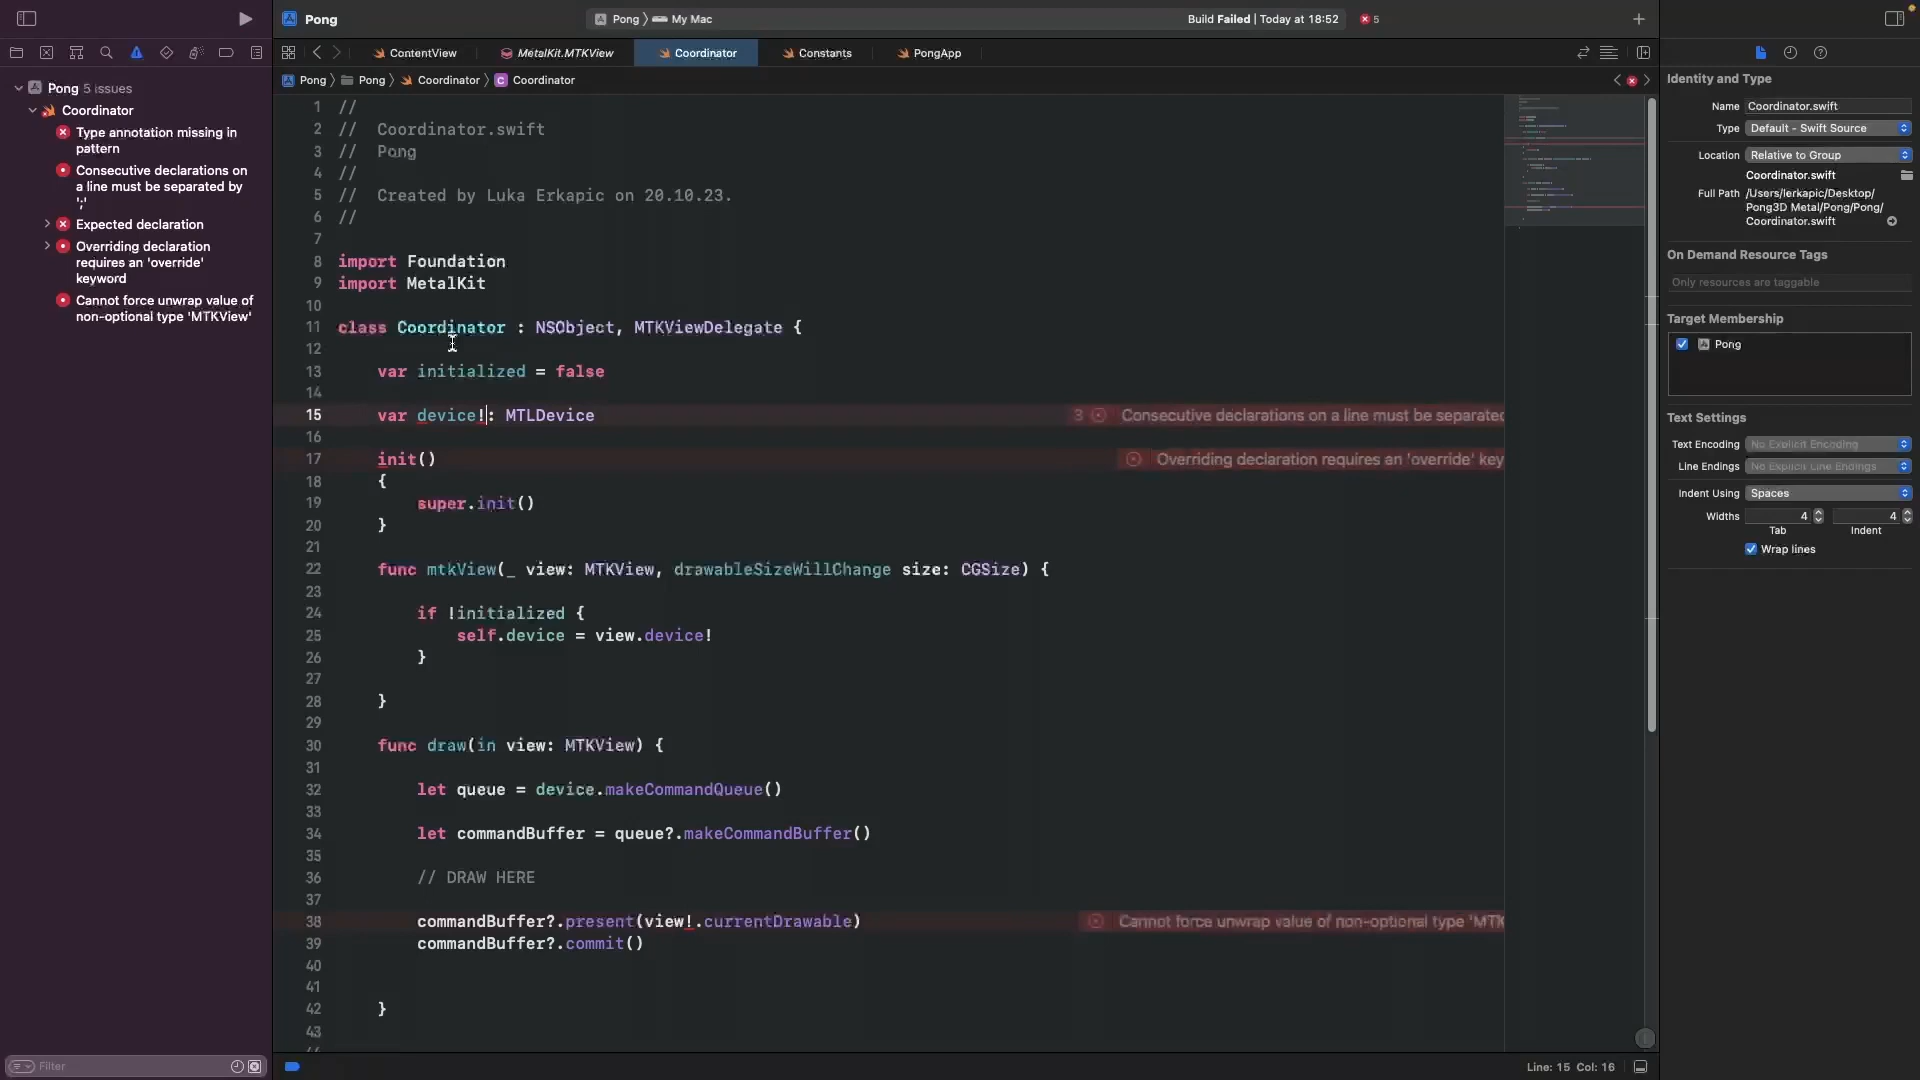 Pong
Pong 〉 My Mac
Build Failed | Today at 18:52
5
ContentView
MetalKit.MTKView
Coordinator
Constants
PongApp
Pong 〉 Pong 〉 Coordinator 〉 C Coordinator
Pong 5 issues
Coordinator
Type annotation missing in
pattern
Consecutive declarations on
a line must be separated by
';'
Expected declaration
Overriding declaration
requires an 'override'
keyword
Cannot force unwrap value of
non-optional type 'MTKView'
Filter
1 //
2 //  Coordinator.swift
3 //  Pong
4 //
5 //  Created by Luka Erkapic on 20.10.23.
6 //
7
8 import Foundation
9 import MetalKit
10
11 class Coordinator : NSObject, MTKViewDelegate {
12
13     var initialized = false
14
15     var device!: MTLDevice
3 Consecutive declarations on a line must be separated
16
17     init()
Overriding declaration requires an 'override' key
18     {
19         super.init()
20     }
21
22     func mtkView(_ view: MTKView, drawableSizeWillChange size: CGSize) {
23
24         if !initialized {
25             self.device = view.device!
26         }
27
28     }
29
30     func draw(in view: MTKView) {
31
32         let queue = device.makeCommandQueue()
33
34         let commandBuffer = queue?.makeCommandBuffer()
35
36         // DRAW HERE
37
38         commandBuffer?.present(view!.currentDrawable)
Cannot force unwrap value of non-optional type 'MTK
39         commandBuffer?.commit()
40
41
42     }
43
Line: 15 Col: 16
Identity and Type
Name Coordinator.swift
Type Default - Swift Source
Location Relative to Group
Coordinator.swift
Full Path /Users/lerkapic/Desktop/
Pong3D Metal/Pong/Pong/
Coordinator.swift
On Demand Resource Tags
Only resources are taggable
Target Membership
Pong
Text Settings
Text Encoding No Explicit Encoding
Line Endings No Explicit Line Endings
Indent Using Spaces
Widths 4 4
Tab Indent
Wrap lines